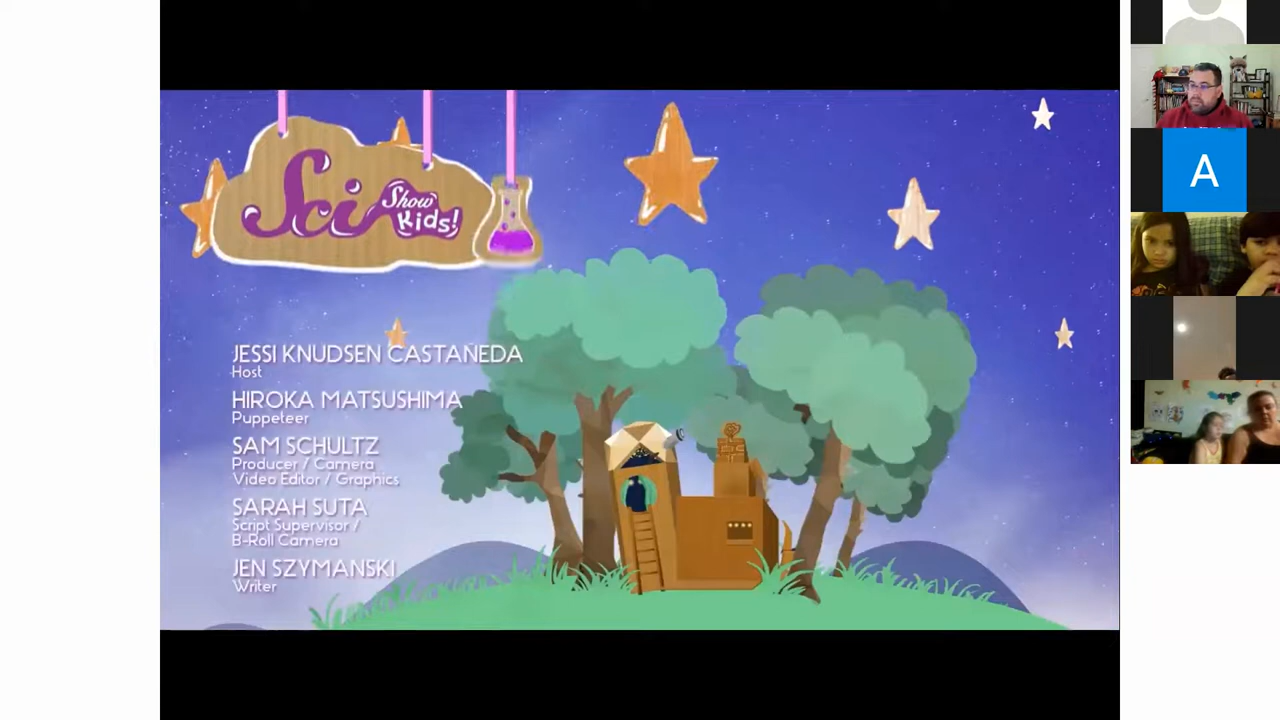 Sci Show Kids!
JESSI KNUDSEN CASTAÑEDA
Host
HIROKA MATSUSHIMA
Puppeteer
SAM SCHULTZ
Producer / Camera
Video Editor / Graphics
SARAH SUTA
Script Supervisor /
B-Roll Camera
JEN SZYMANSKI
Writer
A